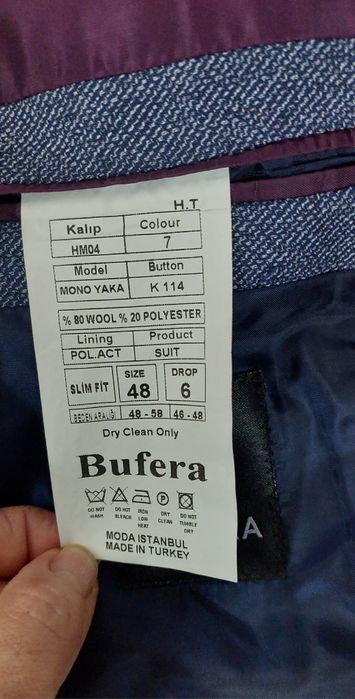 H.T
Kalıp Colour
HM04 7
Model Button
MONO YAKA K 114
% 80 WOOL % 20 POLYESTER
Lining Product
POL.ACT SUIT
SLİM FİT SIZE 48 DROP 6
BEDEN ARALIĞI 48 - 58 46 - 48
Dry Clean Only
Bufera
DO NOT WASH DO NOT BLEACH IRON LOW HEAT DRY CLEAN DO NOT TUMBLE DRY
MODA ISTANBUL
MADE IN TURKEY
A